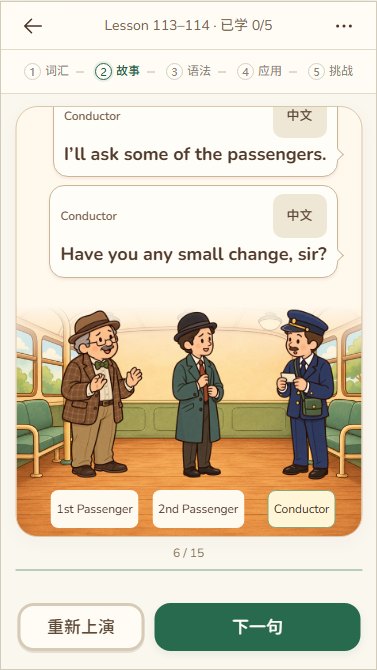 Lesson 113–114 · 已学 0/5
1 词汇 2 故事 3 语法 4 应用 5 挑战
Conductor
中文
I’ll ask some of the passengers.
Conductor
中文
Have you any small change, sir?
1st Passenger
2nd Passenger
Conductor
6 / 15
重新上演
下一句